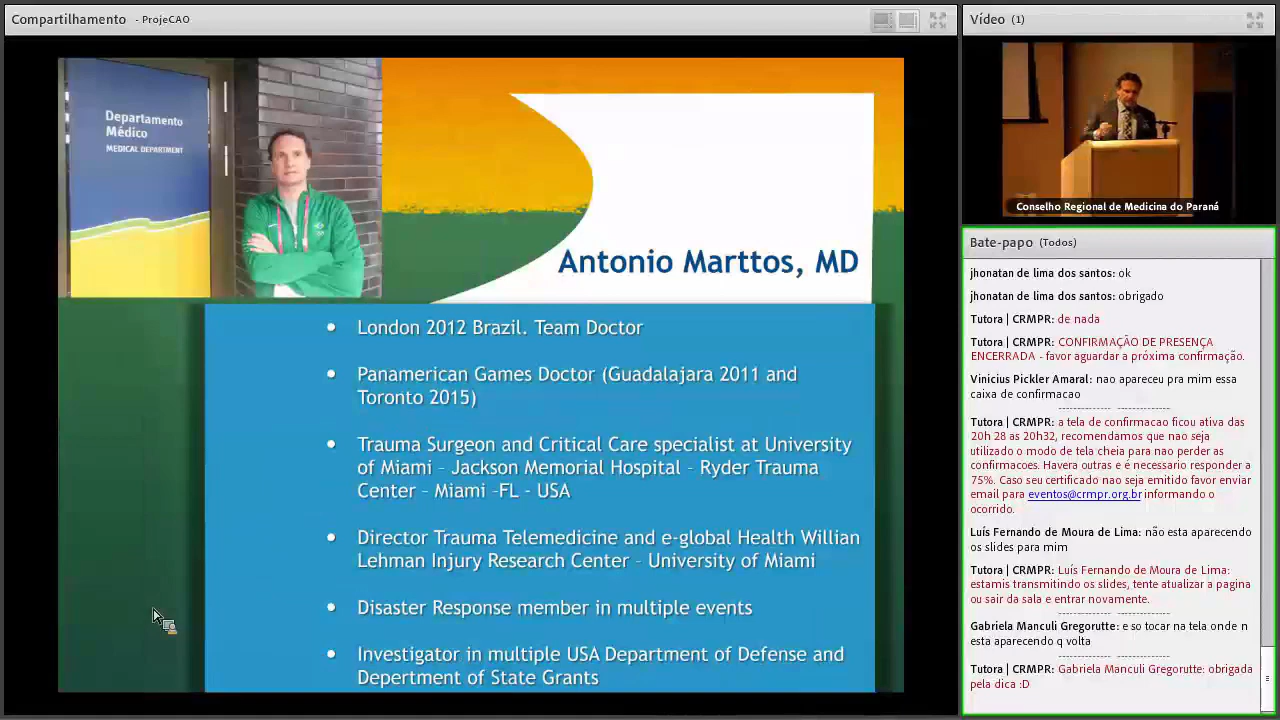 Compartilhamento - ProjeCAO
Departamento
Médico
MEDICAL DEPARTMENT
Antonio Marttos, MD
• London 2012 Brazil. Team Doctor
• Panamerican Games Doctor (Guadalajara 2011 and
Toronto 2015)
• Trauma Surgeon and Critical Care specialist at University
of Miami – Jackson Memorial Hospital – Ryder Trauma
Center – Miami -FL - USA
• Director Trauma Telemedicine and e-global Health Willian
Lehman Injury Research Center – University of Miami
• Disaster Response member in multiple events
• Investigator in multiple USA Department of Defense and
Depertment of State Grants
Vídeo (1)
Conselho Regional de Medicina do Paraná
Bate-papo (Todos)
jhonatan de lima dos santos: ok
jhonatan de lima dos santos: obrigado
Tutora | CRMPR: de nada
Tutora | CRMPR: CONFIRMAÇÃO DE PRESENÇA
ENCERRADA - favor aguardar a próxima confirmação.
Vinicius Pickler Amaral: nao apareceu pra mim essa
caixa de confirmacao
------------- -------------
Tutora | CRMPR: a tela de confirmacao ficou ativa das
20h 28 as 20h32, recomendamos que nao seja
utilizado o modo de tela cheia para nao perder as
confirmacoes. Havera outras e é necessario responder a
75%. Caso seu certificado nao seja emitido favor enviar
email para eventos@crmpr.org.br informando o
ocorrido.
Luís Fernando de Moura de Lima: não esta aparecendo
os slides para mim
Tutora | CRMPR: Luís Fernando de Moura de Lima:
estamis transmitindo os slides, tente atualizar a pagina
ou sair da sala e entrar novamente.
------------- -------------
Gabriela Manculi Gregorutte: e so tocar na tela onde n
esta aparecendo q volta
------------- -------------
Tutora | CRMPR: Gabriela Manculi Gregorutte: obrigada
pela dica :D